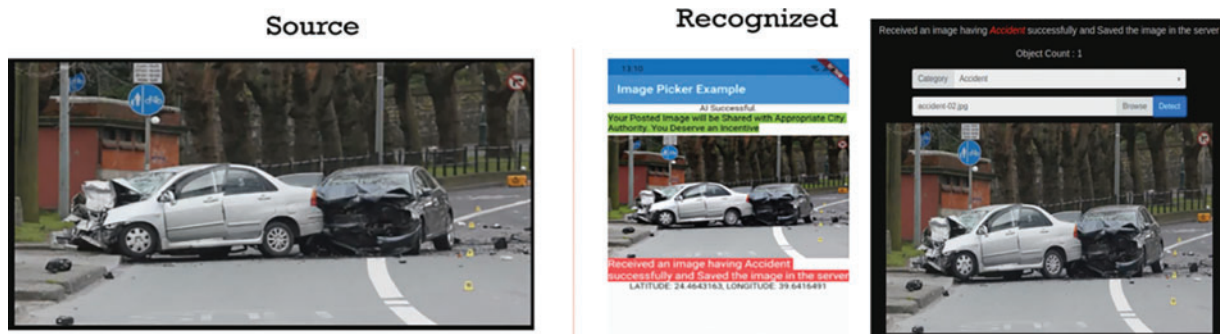 Source
Recognized
13:10
Image Picker Example
AI Successful.
Your Posted Image will be Shared with Appropriate City
Authority. You Deserve an Incentive
Received an image having Accident
successfully and Saved the image in the server
LATITUDE: 24.4643163, LONGITUDE: 39.6416491
Received an image having Accident successfully and Saved the image in the server
Object Count : 1
Category Accident
accident-02.jpg Browse Detect